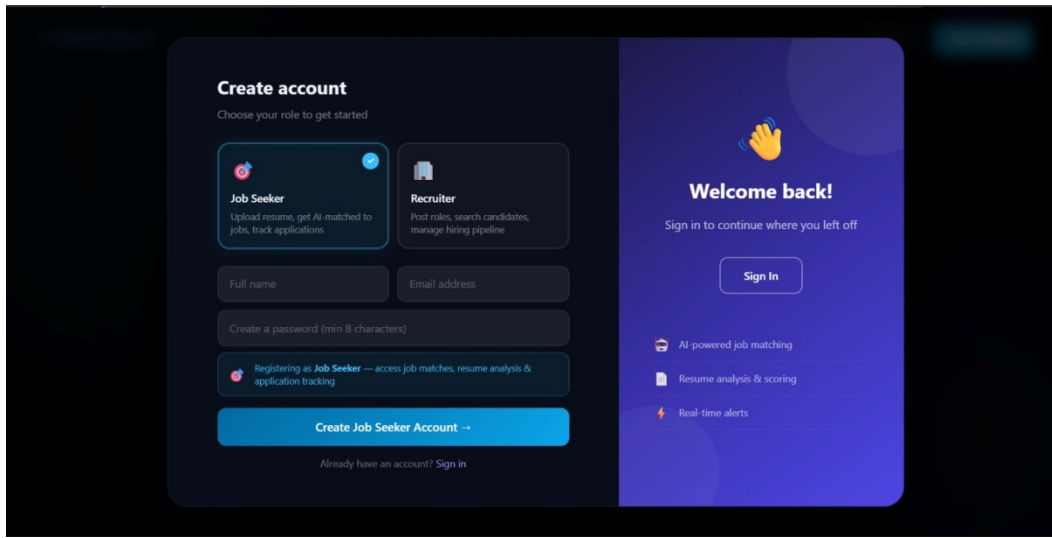 Create account
Choose your role to get started
Job Seeker
Upload resume, get AI-matched to
jobs, track applications
Recruiter
Post roles, search candidates,
manage hiring pipeline
Full name
Email address
Create a password (min 8 characters)
Registering as Job Seeker — access job matches, resume analysis &
application tracking
Create Job Seeker Account →
Already have an account? Sign in
Welcome back!
Sign in to continue where you left off
Sign In
AI-powered job matching
Resume analysis & scoring
Real-time alerts